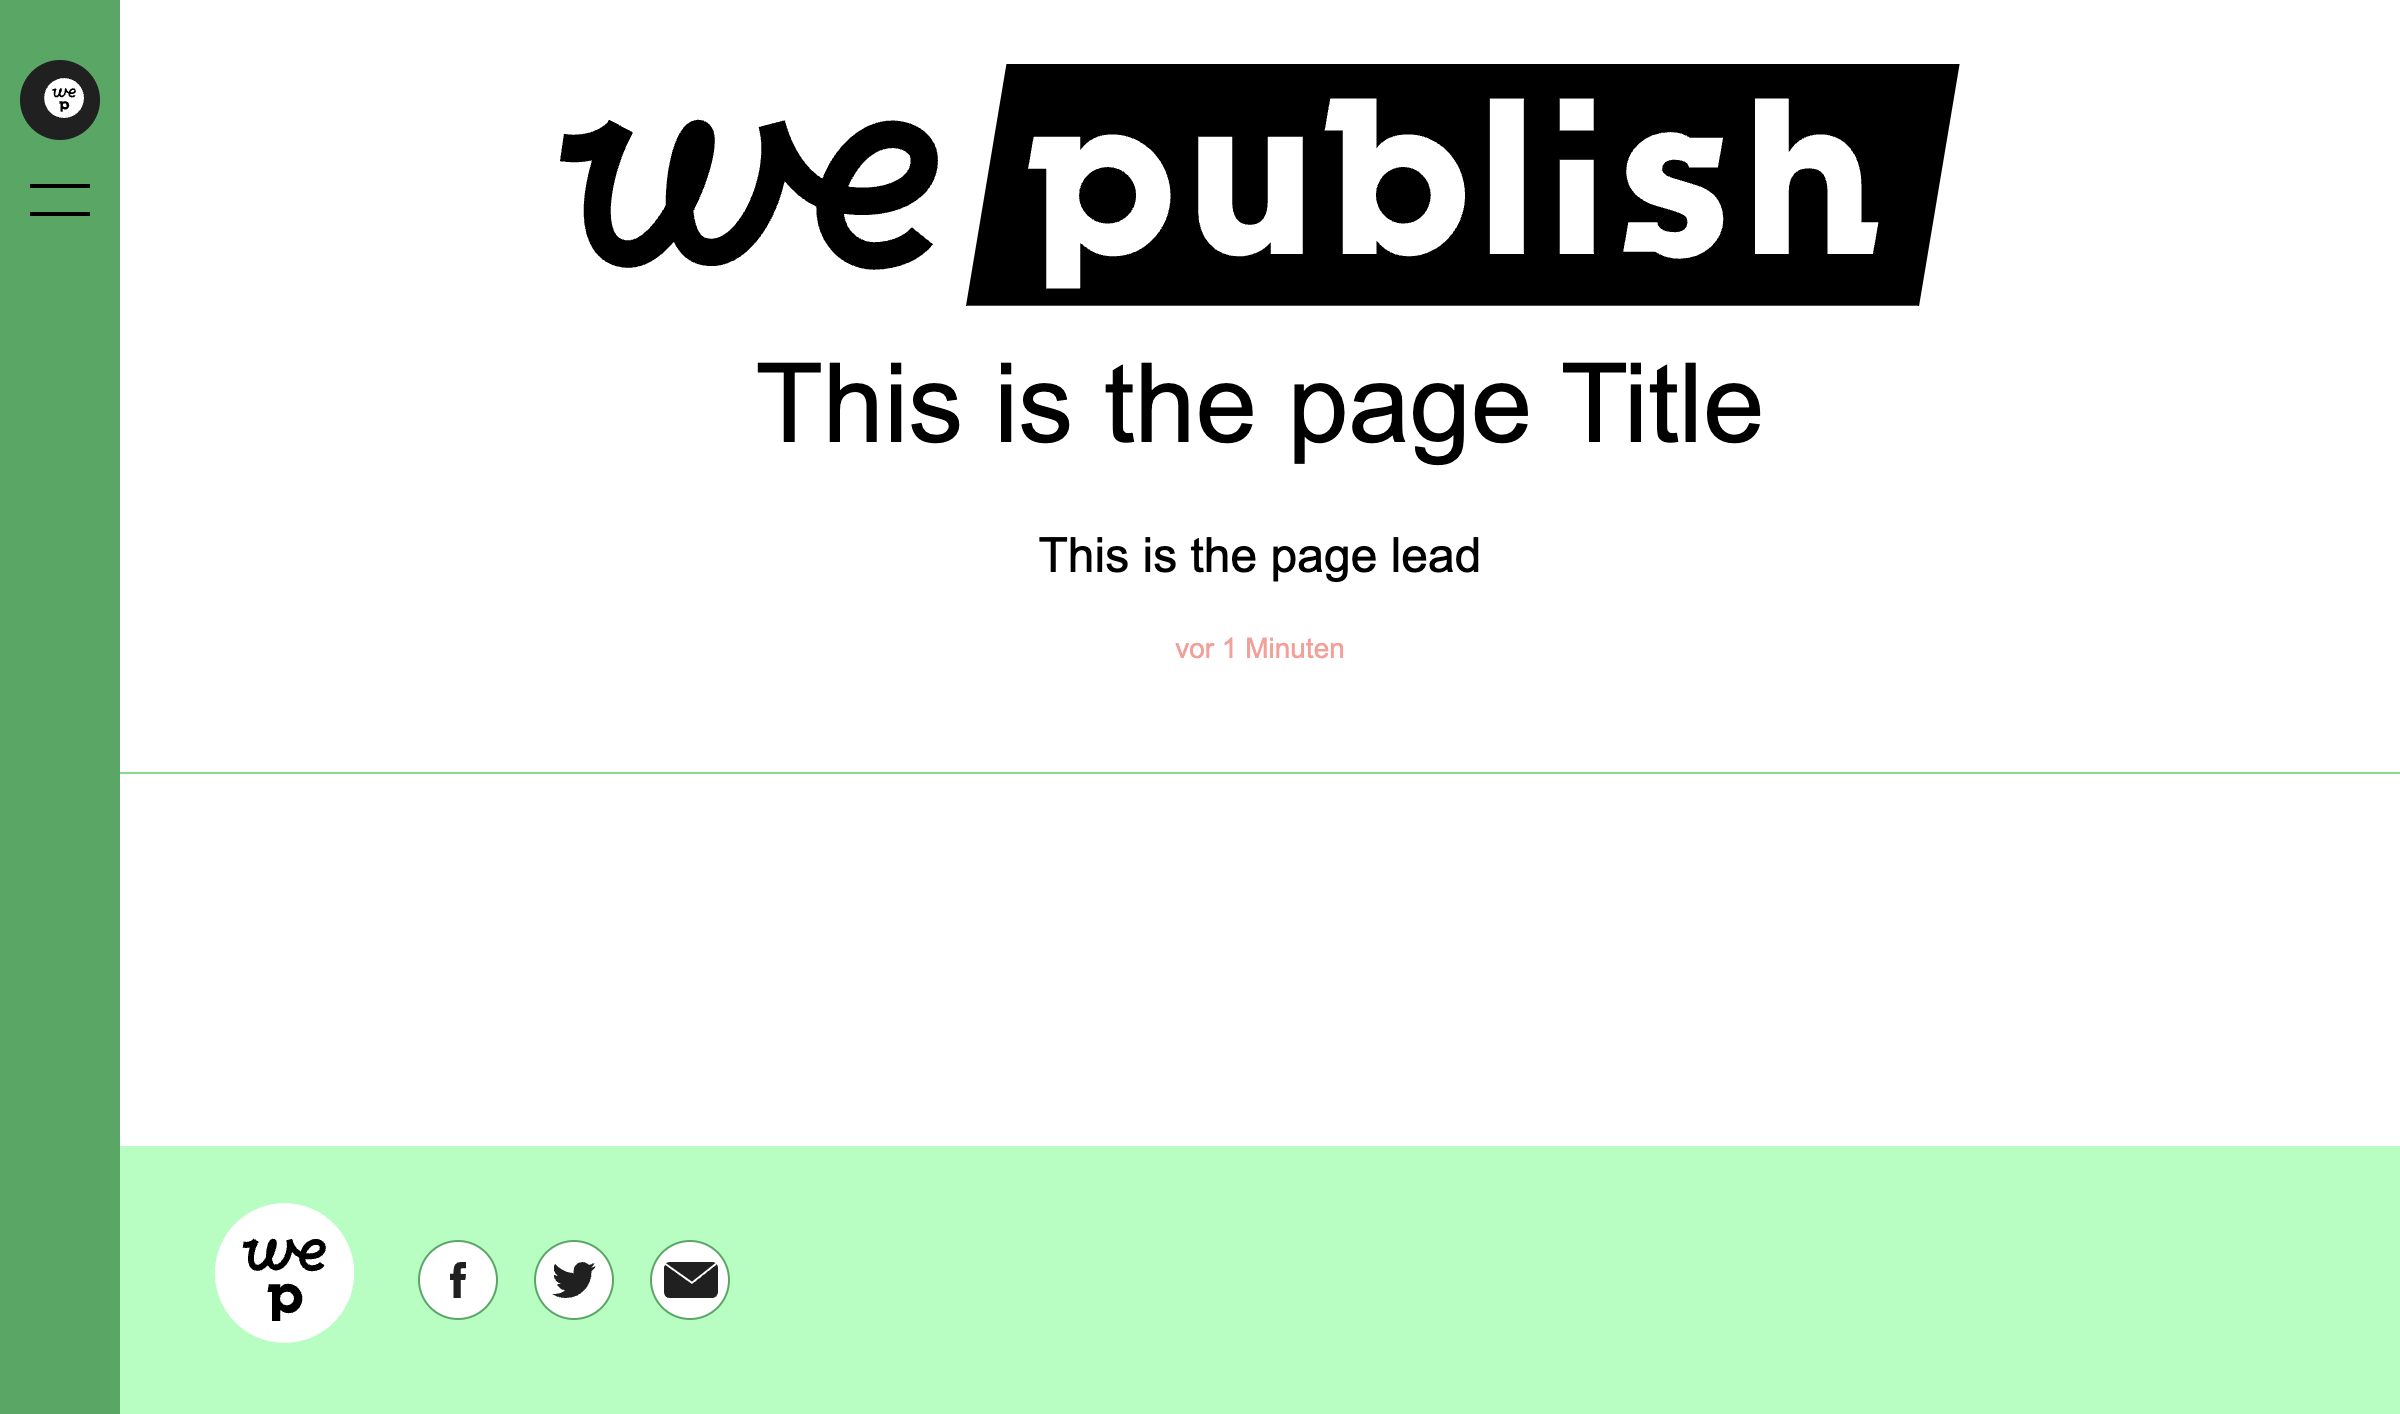 we
p
we publish
This is the page Title
This is the page lead
vor 1 Minuten
we
p
f